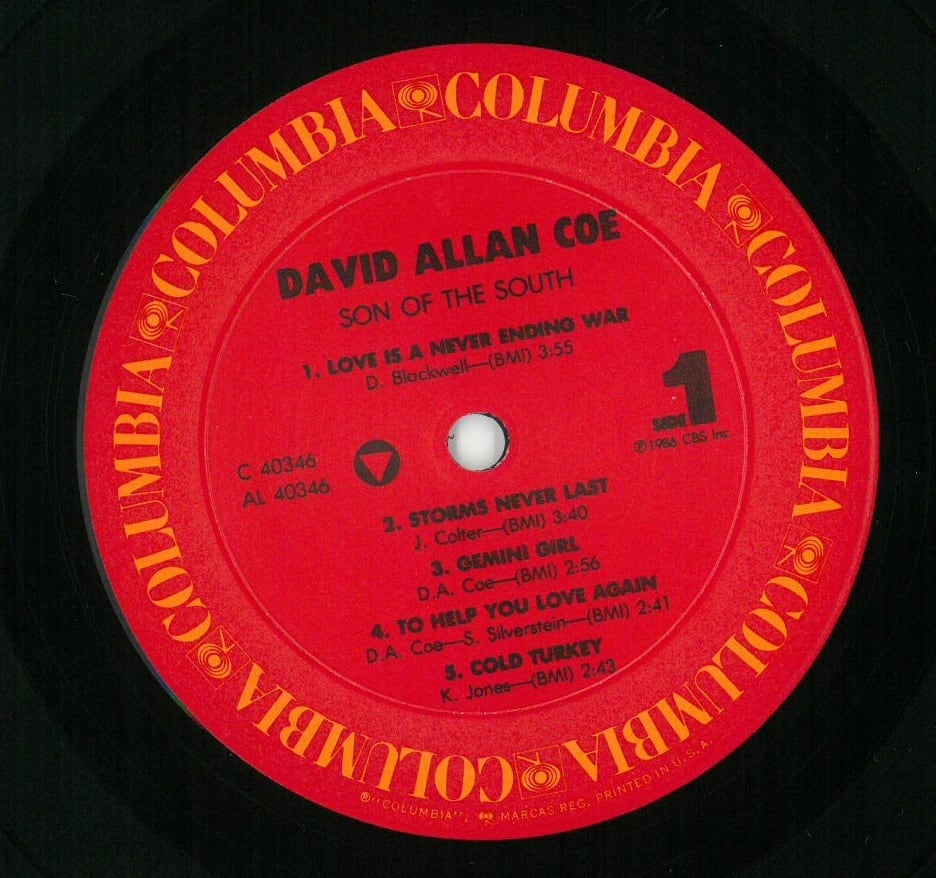 COLUMBIA COLUMBIA COLUMBIA COLUMBIA COLUMBIA COLUMBIA
DAVID ALLAN COE
SON OF THE SOUTH
1. LOVE IS A NEVER ENDING WAR
D. Blackwell—(BMI) 3:55
SIDE 1
℗1986 CBS Inc.
C 40346
AL 40346
2. STORMS NEVER LAST
J. Colter—(BMI) 3:40
3. GEMINI GIRL
D.A. Coe—(BMI) 2:56
4. TO HELP YOU LOVE AGAIN
D.A. Coe—S. Silverstein—(BMI) 2:41
5. COLD TURKEY
K. Jones—(BMI) 2:43
®"COLUMBIA", MARCAS REG. PRINTED IN U.S.A.